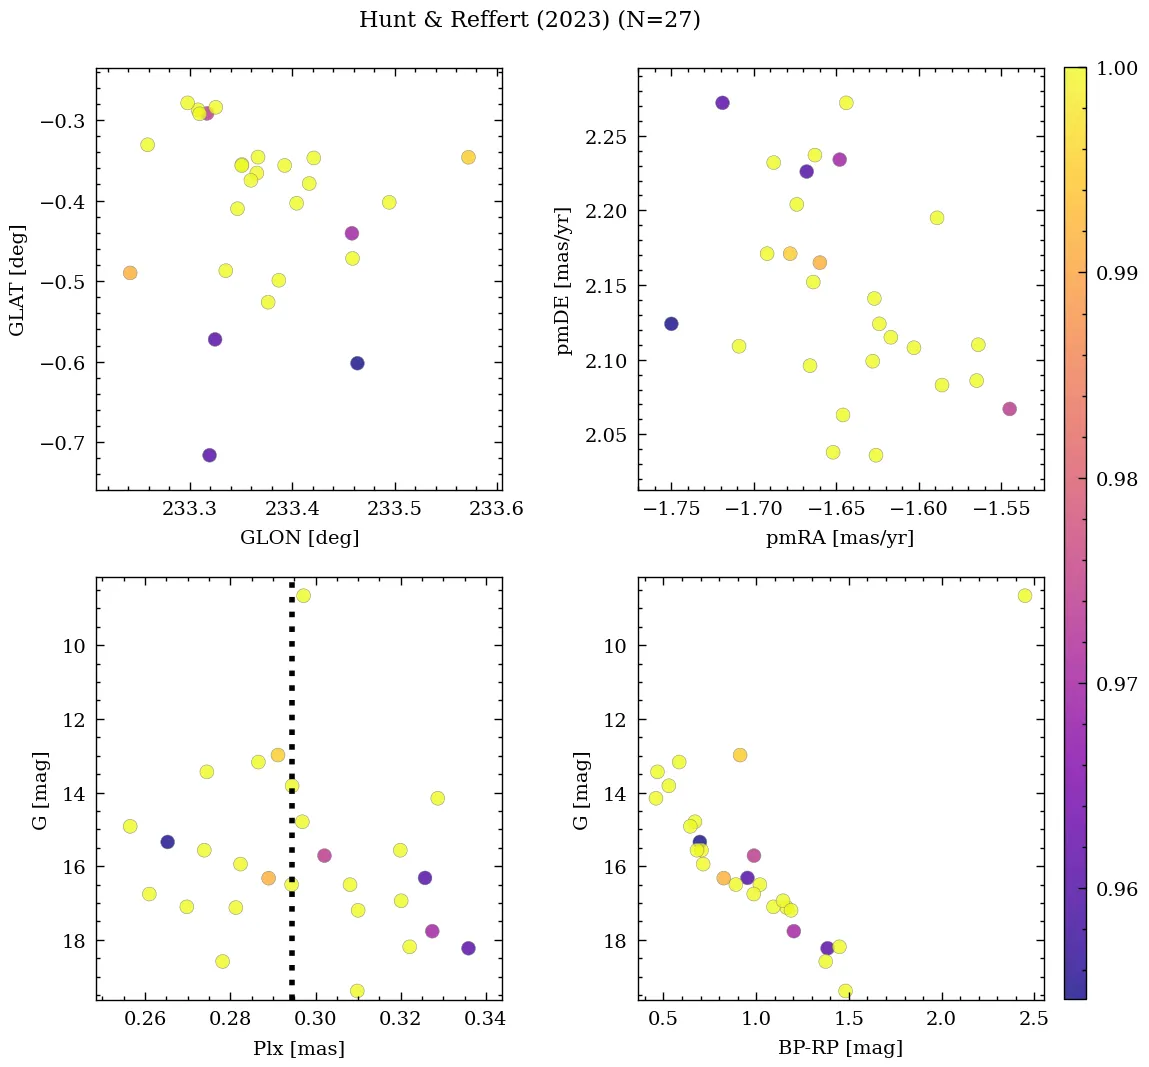 Hunt & Reffert (2023) (N=27)
−0.3
−0.4
−0.5
−0.6
−0.7
GLAT [deg]
233.3 233.4 233.5 233.6
GLON [deg]
2.25
2.20
2.15
2.10
2.05
pmDE [mas/yr]
−1.75 −1.70 −1.65 −1.60 −1.55
pmRA [mas/yr]
10
12
14
16
18
G [mag]
0.26 0.28 0.30 0.32 0.34
Plx [mas]
10
12
14
16
18
G [mag]
0.5 1.0 1.5 2.0 2.5
BP-RP [mag]
1.00
0.99
0.98
0.97
0.96